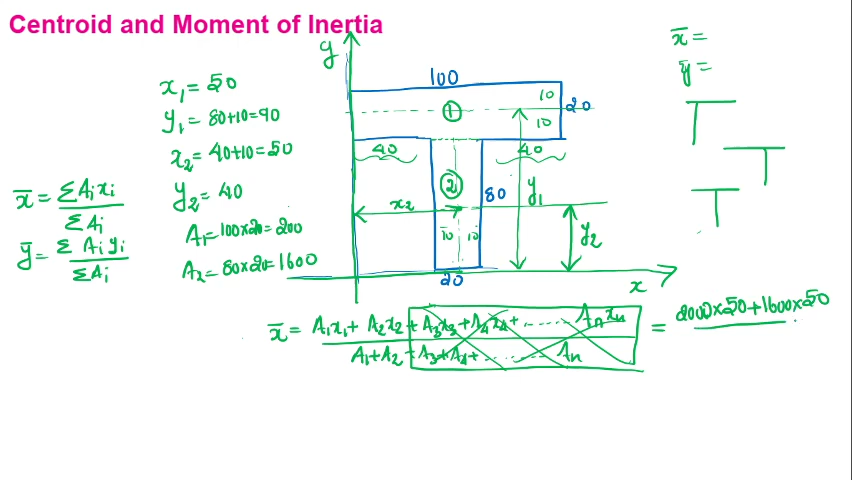 Centroid and Moment of Inertia
x̄ =
ȳ =
y
100
x₁ = 50
y₁ = 80+10=90
x₂ = 40+10=50
y₂ = 40
A₁=100x20=200
A₂=80x20=1600
x̄ = ΣAᵢxᵢ / ΣAᵢ
ȳ = Σ Aᵢyᵢ / ΣAᵢ
10
1
20
10
40
40
2
80
y₁
x₂
y₂
10 10
20
x
x̄ = A₁x₁ + A₂x₂ + A₃x₃ + A₄x₄ + ...... Aₙxₙ = 2000x50+1600x50
A₁+A₂+A₃+A₄+ ...... Aₙ